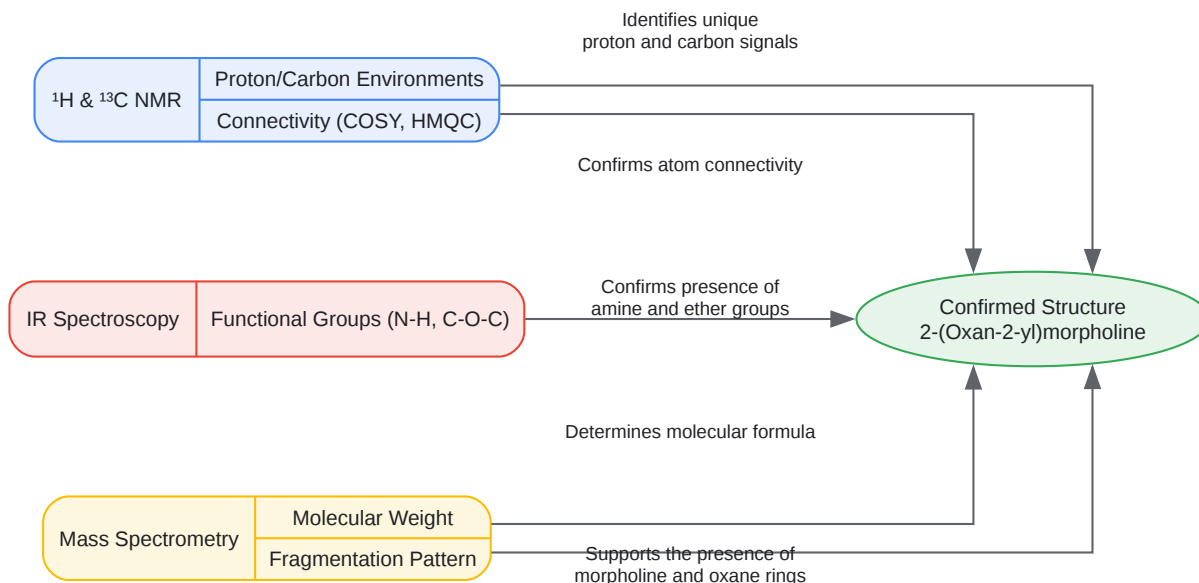 Identifies unique
proton and carbon signals
¹H & ¹³C NMR
Proton/Carbon Environments
Connectivity (COSY, HMQC)
Confirms atom connectivity
IR Spectroscopy
Functional Groups (N-H, C-O-C)
Confirms presence of
amine and ether groups
Confirmed Structure
2-(Oxan-2-yl)morpholine
Determines molecular formula
Mass Spectrometry
Molecular Weight
Fragmentation Pattern
Supports the presence of
morpholine and oxane rings